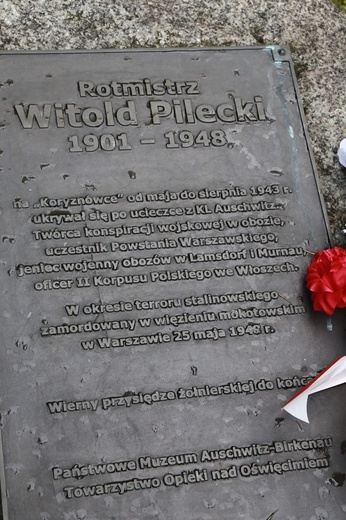 Rotmistrz
Witold Pilecki
1901 – 1948
na „Koryznówce” od maja do sierpnia 1943 r.
ukrywał się po ucieczce z KL Auschwitz.
Twórca konspiracji wojskowej w obozie,
uczestnik Powstania Warszawskiego,
jeniec wojenny obozów w Lamsdorf i Murnau,
oficer II Korpusu Polskiego we Włoszech.
W okresie terroru stalinowskiego
zamordowany w więzieniu mokotowskim
w Warszawie 25 maja 1948 r.
Wierny przysiędze żołnierskiej do końca
Państwowe Muzeum Auschwitz-Birkenau
Towarzystwo Opieki nad Oświęcimiem